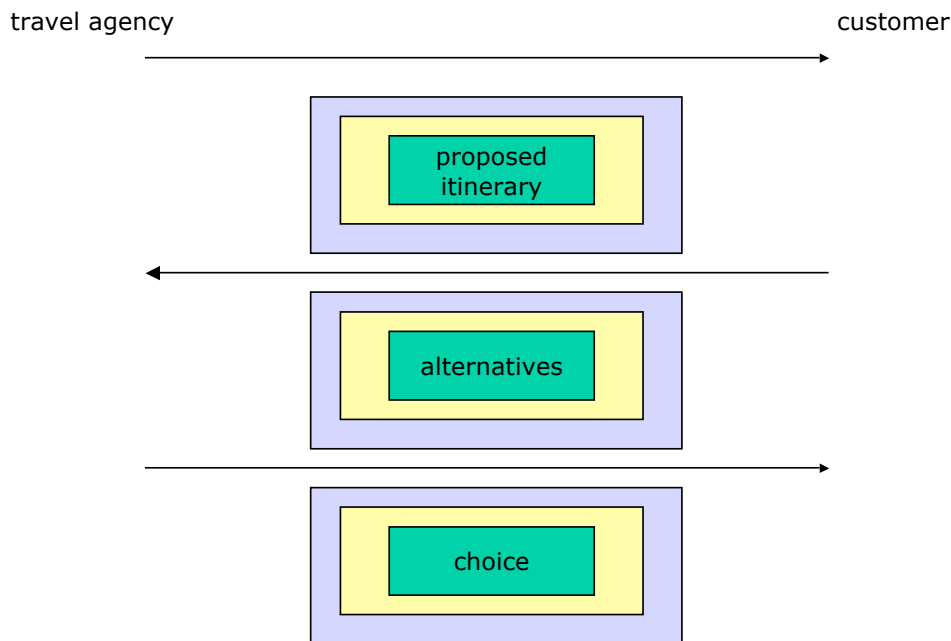 travel agency
customer
proposed
itinerary
alternatives
choice